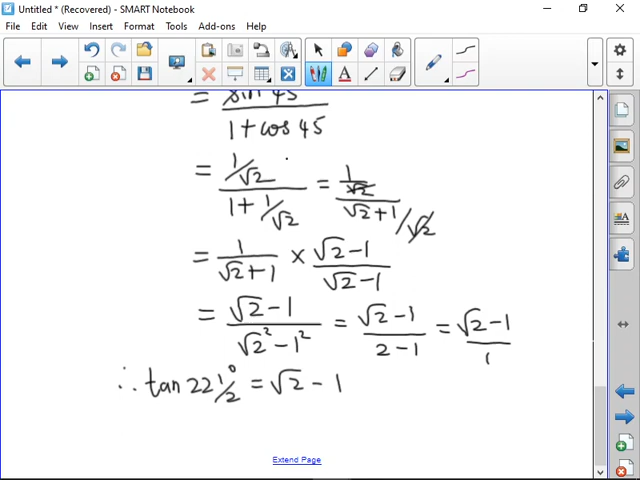 Untitled * (Recovered) - SMART Notebook
File Edit View Insert Format Tools Add-ons Help
= sin 45 / 1 + cos 45
= (1/√2) / (1 + 1/√2) = (1/√2) / (√2 + 1/√2)
= 1 / (√2 + 1) × (√2 - 1) / (√2 - 1)
= (√2 - 1) / (√2² - 1²) = (√2 - 1) / (2 - 1) = (√2 - 1) / 1
∴ tan 22 1/2° = √2 - 1
Extend Page